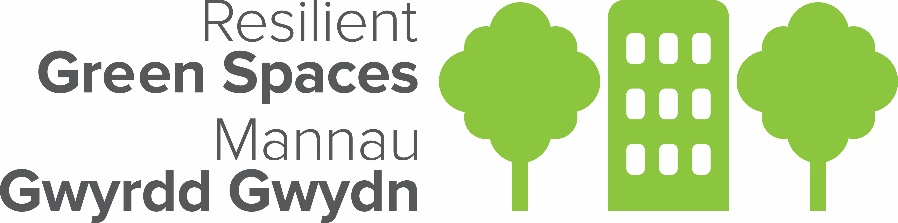 Resilient
Green Spaces
Mannau
Gwyrdd Gwydn